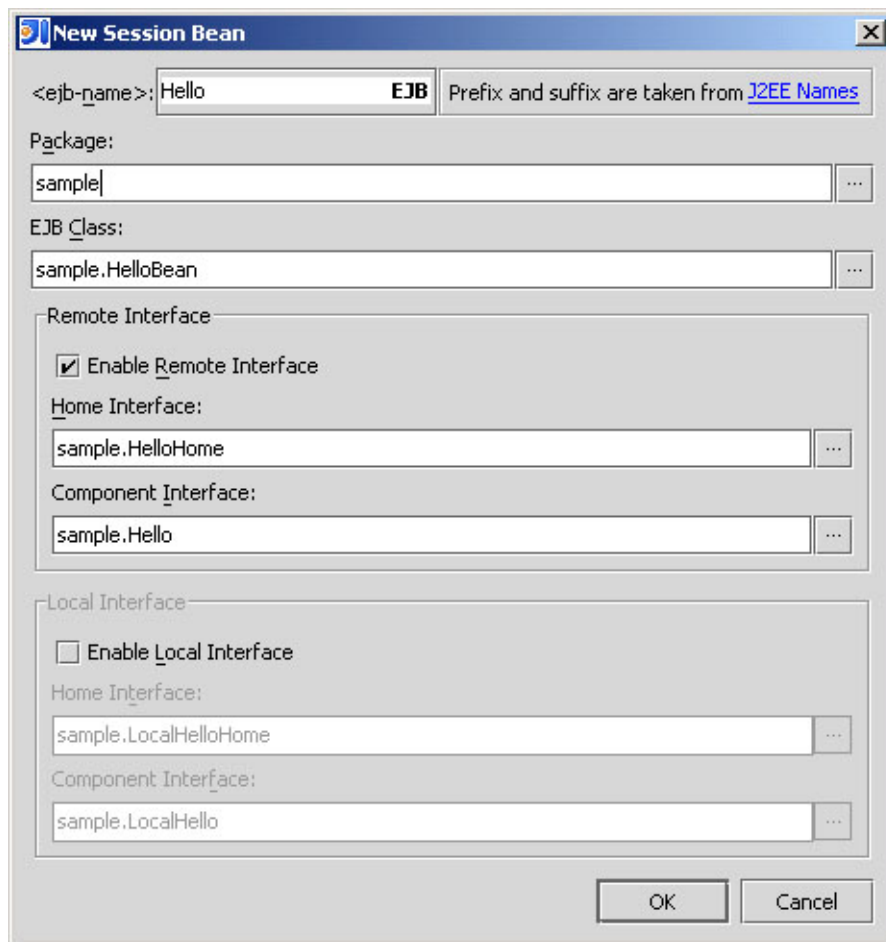 New Session Bean
<ejb-name>: Hello EJB Prefix and suffix are taken from J2EE Names
Package:
sample
...
EJB Class:
sample.HelloBean
...
Remote Interface
Enable Remote Interface
Home Interface:
sample.HelloHome
...
Component Interface:
sample.Hello
...
Local Interface
Enable Local Interface
Home Interface:
sample.LocalHelloHome
...
Component Interface:
sample.LocalHello
...
OK Cancel